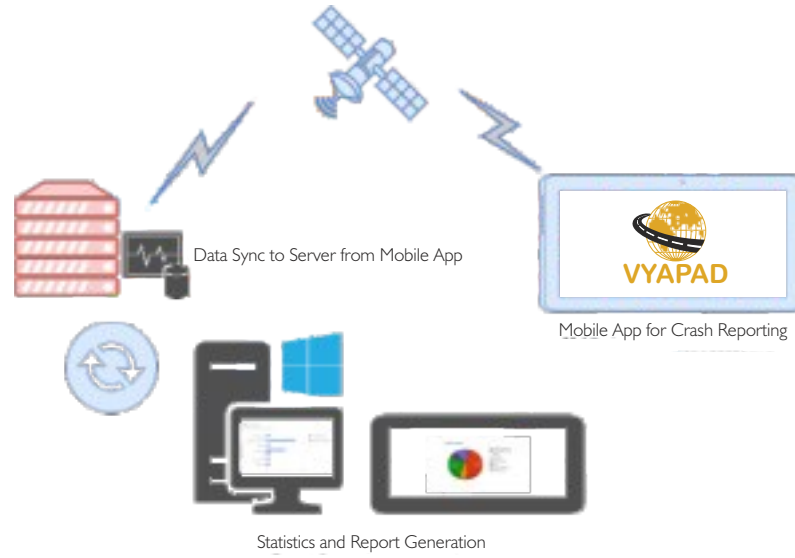 Data Sync to Server from Mobile App
VYAPAD
Mobile App for Crash Reporting
Statistics and Report Generation